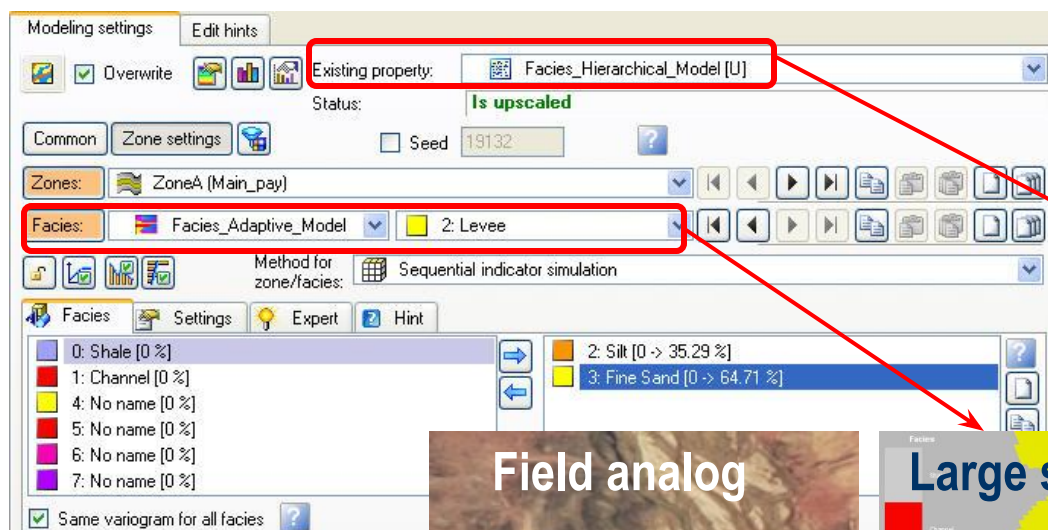 Modeling settings
Edit hints
Overwrite
Existing property:
Facies_Hierarchical_Model [U]
Status:
Is upscaled
Common
Zone settings
Seed
19132
?
Zones:
ZoneA (Main_pay)
Facies:
Facies_Adaptive_Model
2: Levee
Method for
zone/facies:
Sequential indicator simulation
Facies
Settings
Expert
Hint
0: Shale [0 %]
1: Channel [0 %]
4: No name [0 %]
5: No name [0 %]
6: No name [0 %]
7: No name [0 %]
2: Silt [0 -> 35.29 %]
3: Fine Sand [0 -> 64.71 %]
?
Same variogram for all facies
?
Field analog
Facies
Large s
Channel